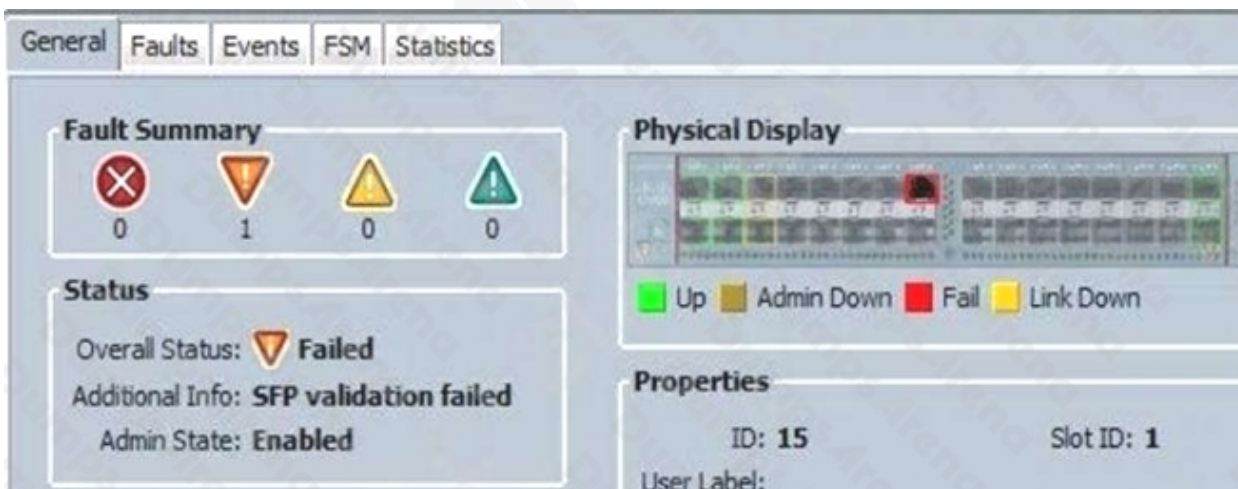 General Faults Events FSM Statistics
Fault Summary
0 1 0 0
Status
Overall Status: Failed
Additional Info: SFP validation failed
Admin State: Enabled
Physical Display
Up Admin Down Fail Link Down
Properties
ID: 15 Slot ID: 1
User Label: